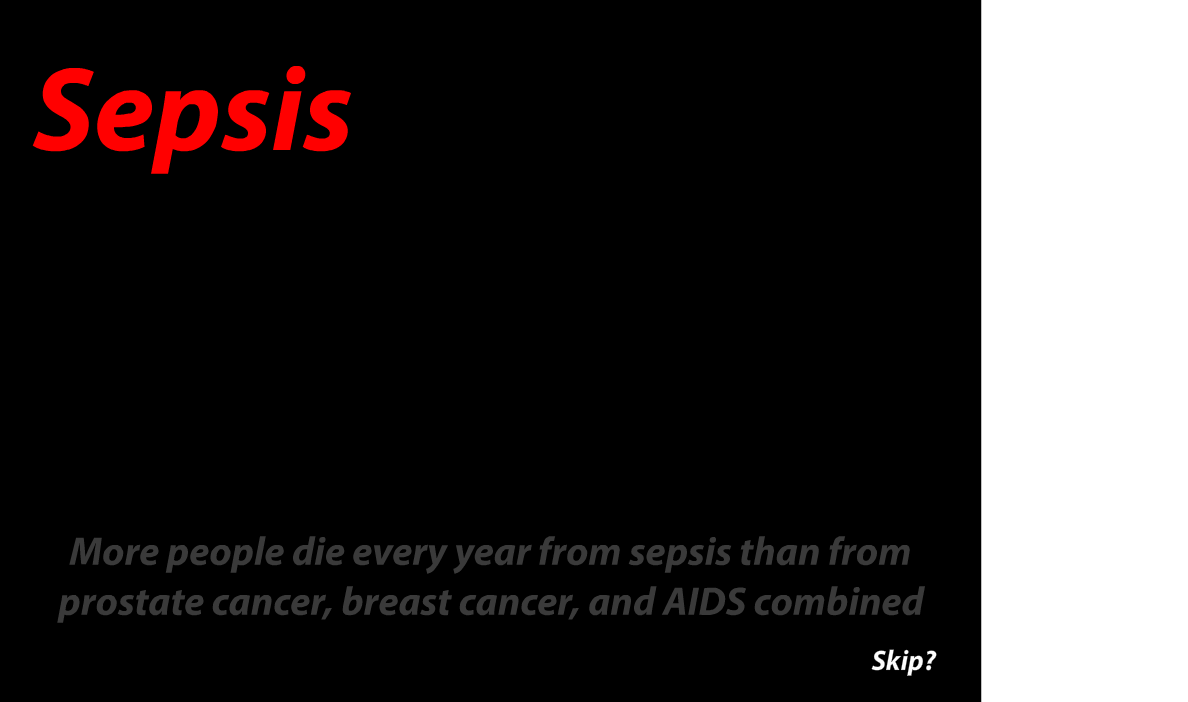 Sepsis
More people die every year from sepsis than from
prostate cancer, breast cancer, and AIDS combined
Skip?